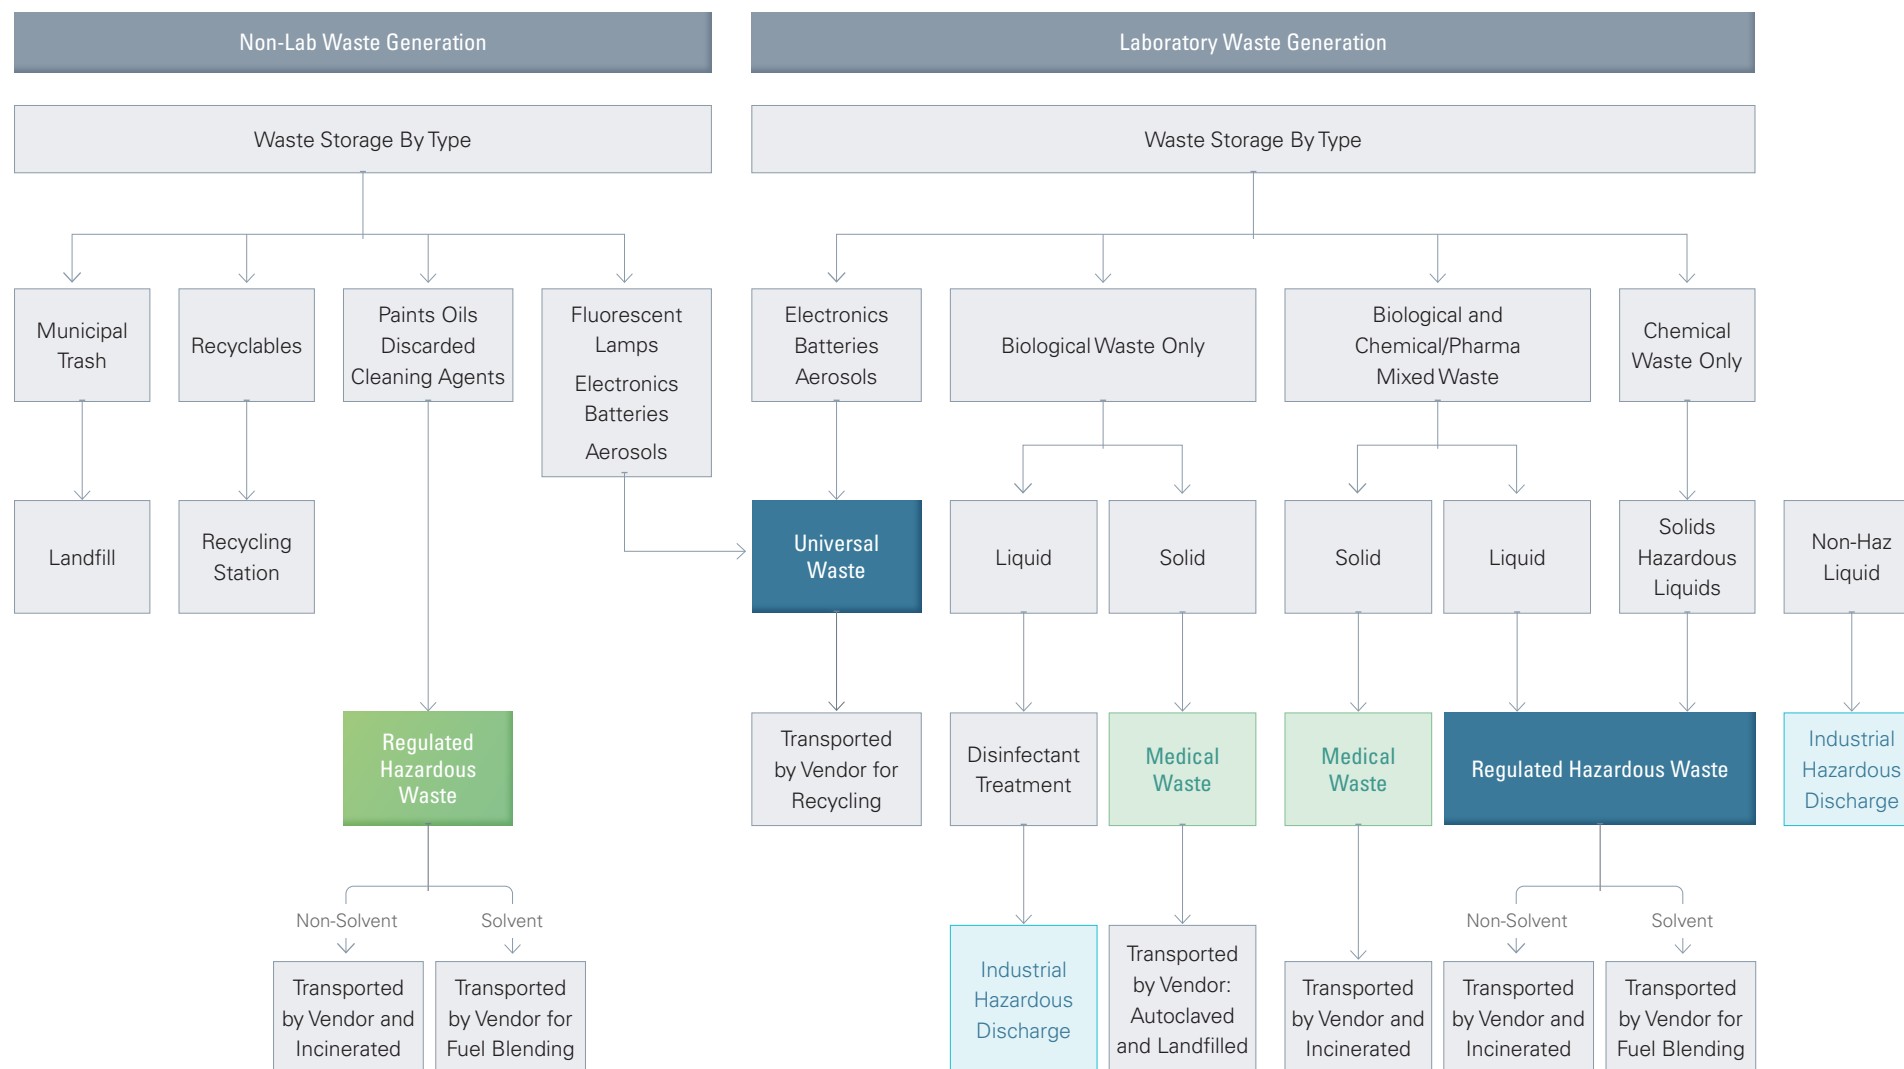 Non-Lab Waste Generation
Laboratory Waste Generation
Waste Storage By Type
Waste Storage By Type
Municipal
Trash
Recyclables
Paints Oils
Discarded
Cleaning Agents
Fluorescent
Lamps
Electronics
Batteries
Aerosols
Electronics
Batteries
Aerosols
Biological Waste Only
Biological and
Chemical/Pharma
Mixed Waste
Chemical
Waste Only
Landfill
Recycling
Station
Universal
Waste
Liquid
Solid
Solid
Liquid
Solids
Hazardous
Liquids
Non-Haz
Liquid
Regulated
Hazardous
Waste
Transported
by Vendor for
Recycling
Disinfectant
Treatment
Medical
Waste
Medical
Waste
Regulated Hazardous Waste
Industrial
Hazardous
Discharge
Non-Solvent
Solvent
Non-Solvent
Solvent
Transported
by Vendor and
Incinerated
Transported
by Vendor for
Fuel Blending
Industrial
Hazardous
Discharge
Transported
by Vendor:
Autoclaved
and Landfilled
Transported
by Vendor and
Incinerated
Transported
by Vendor and
Incinerated
Transported
by Vendor for
Fuel Blending